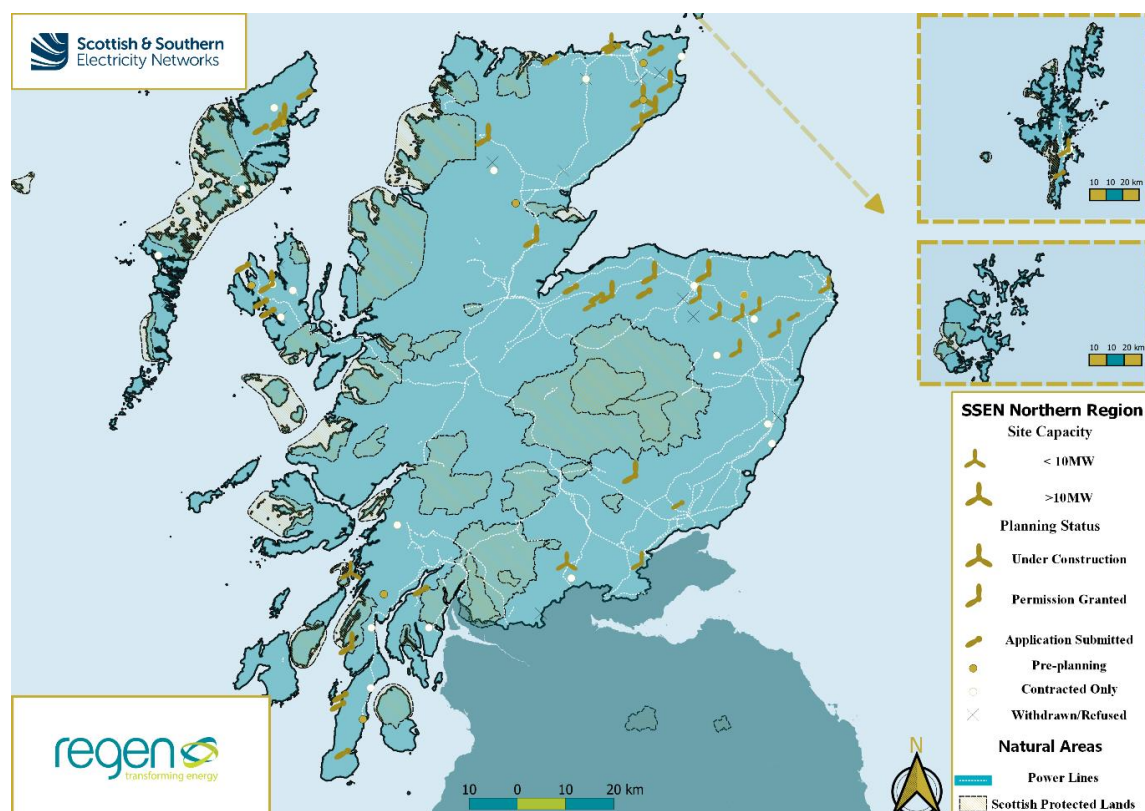 Scottish & Southern
Electricity Networks
10 10 20 km
10 10 20 km
SSEN Northern Region
Site Capacity
< 10MW
>10MW
Planning Status
Under Construction
Permission Granted
Application Submitted
Pre-planning
Contracted Only
Withdrawn/Refused
Natural Areas
Power Lines
Scottish Protected Lands
N
regen
transforming energy
10 0 10 20 km